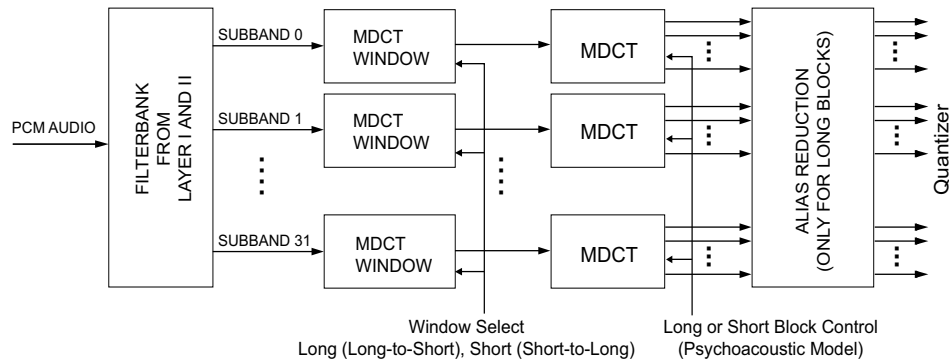 PCM AUDIO
FILTERBANK
FROM
LAYER I AND II
SUBBAND 0
MDCT
WINDOW
MDCT
SUBBAND 1
MDCT
WINDOW
MDCT
SUBBAND 31
MDCT
WINDOW
MDCT
ALIAS REDUCTION
(ONLY FOR LONG BLOCKS)
Quantizer
Window Select
Long (Long-to-Short), Short (Short-to-Long)
Long or Short Block Control
(Psychoacoustic Model)